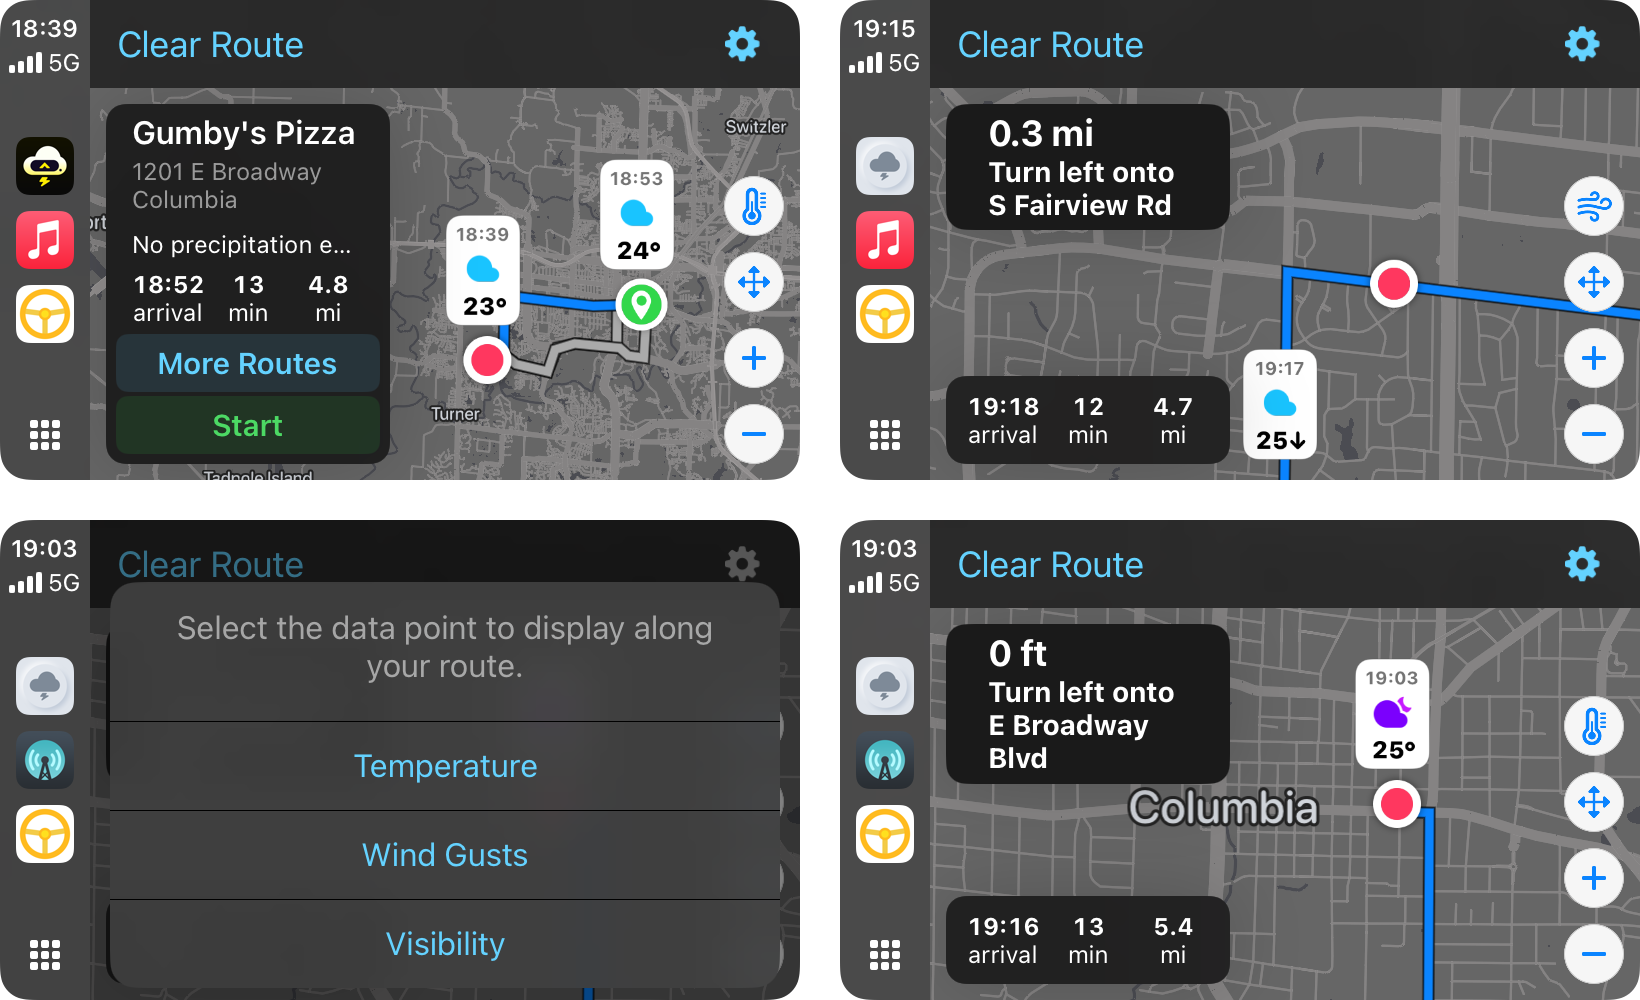 18:39
5G
Clear Route
Gumby's Pizza
1201 E Broadway
Columbia
No precipitation e...
18:52 13 4.8
arrival min mi
More Routes
Start
Switzler
18:53
24°
18:39
23°
Turner
Tadpole Island
19:15
5G
Clear Route
0.3 mi
Turn left onto
S Fairview Rd
19:18 12 4.7
arrival min mi
19:17
25↓
19:03
5G
Clear Route
Select the data point to display along
your route.
Temperature
Wind Gusts
Visibility
19:03
5G
Clear Route
0 ft
Turn left onto
E Broadway
Blvd
19:03
25°
Columbia
19:16 13 5.4
arrival min mi